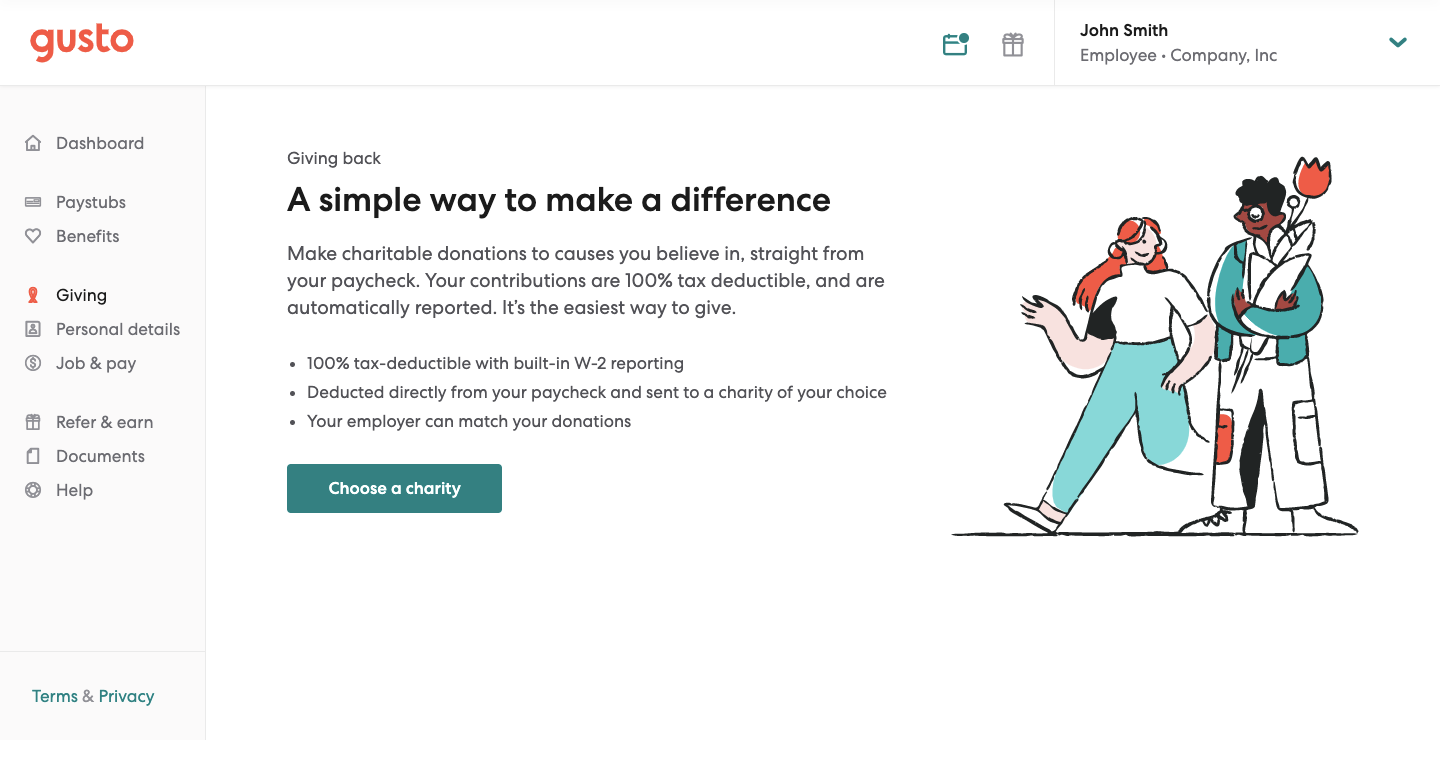 gusto
John Smith
Employee • Company, Inc
Dashboard
Paystubs
Benefits
Giving
Personal details
Job & pay
Refer & earn
Documents
Help
Terms & Privacy
Giving back
A simple way to make a difference
Make charitable donations to causes you believe in, straight from
your paycheck. Your contributions are 100% tax deductible, and are
automatically reported. It's the easiest way to give.
• 100% tax-deductible with built-in W-2 reporting
• Deducted directly from your paycheck and sent to a charity of your choice
• Your employer can match your donations
Choose a charity